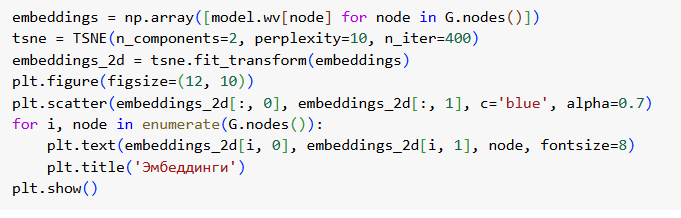 embeddings = np.array([model.wv[node] for node in G.nodes()])
tsne = TSNE(n_components=2, perplexity=10, n_iter=400)
embeddings_2d = tsne.fit_transform(embeddings)
plt.figure(figsize=(12, 10))
plt.scatter(embeddings_2d[:, 0], embeddings_2d[:, 1], c='blue', alpha=0.7)
for i, node in enumerate(G.nodes()):
    plt.text(embeddings_2d[i, 0], embeddings_2d[i, 1], node, fontsize=8)
    plt.title('Эмбеддинги')
plt.show()